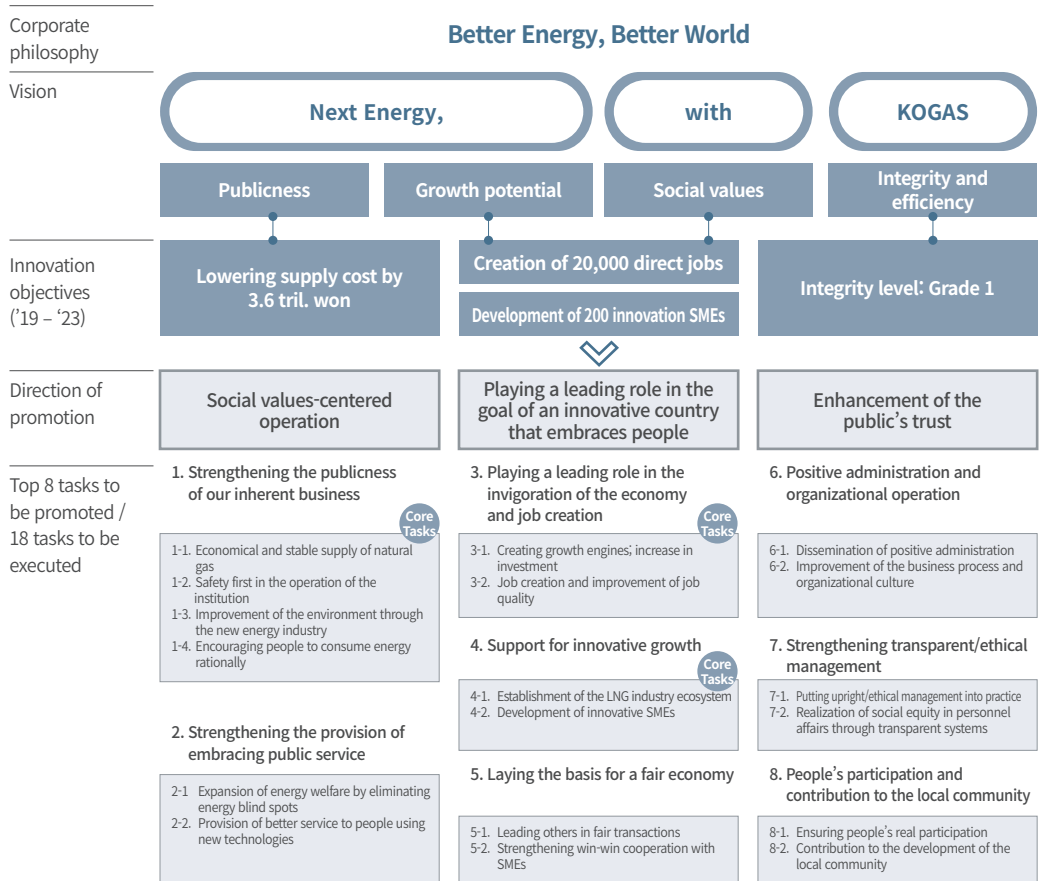 Corporate
philosophy
Better Energy, Better World
Vision
Next Energy,
with
KOGAS
Publicness
Growth potential
Social values
Integrity and
efficiency
Innovation
objectives
('19 – ‘23)
Lowering supply cost by
3.6 tril. won
Creation of 20,000 direct jobs
Development of 200 innovation SMEs
Integrity level: Grade 1
Direction of
promotion
Social values-centered
operation
Playing a leading role in the
goal of an innovative country
that embraces people
Enhancement of the
public's trust
Top 8 tasks to
be promoted /
18 tasks to be
executed
1. Strengthening the publicness
of our inherent business
Core
Tasks
1-1. Economical and stable supply of natural
gas
1-2. Safety first in the operation of the
institution
1-3. Improvement of the environment through
the new energy industry
1-4. Encouraging people to consume energy
rationally
2. Strengthening the provision of
embracing public service
2-1 Expansion of energy welfare by eliminating
energy blind spots
2-2. Provision of better service to people using
new technologies
3. Playing a leading role in the
invigoration of the economy
and job creation
Core
Tasks
3-1. Creating growth engines; increase in
investment
3-2. Job creation and improvement of job
quality
4. Support for innovative growth
Core
Tasks
4-1. Establishment of the LNG industry ecosystem
4-2. Development of innovative SMEs
5. Laying the basis for a fair economy
5-1. Leading others in fair transactions
5-2. Strengthening win-win cooperation with
SMEs
6. Positive administration and
organizational operation
6-1. Dissemination of positive administration
6-2. Improvement of the business process and
organizational culture
7. Strengthening transparent/ethical
management
7-1. Putting upright/ethical management into practice
7-2. Realization of social equity in personnel
affairs through transparent systems
8. People's participation and
contribution to the local community
8-1. Ensuring people's real participation
8-2. Contribution to the development of the
local community